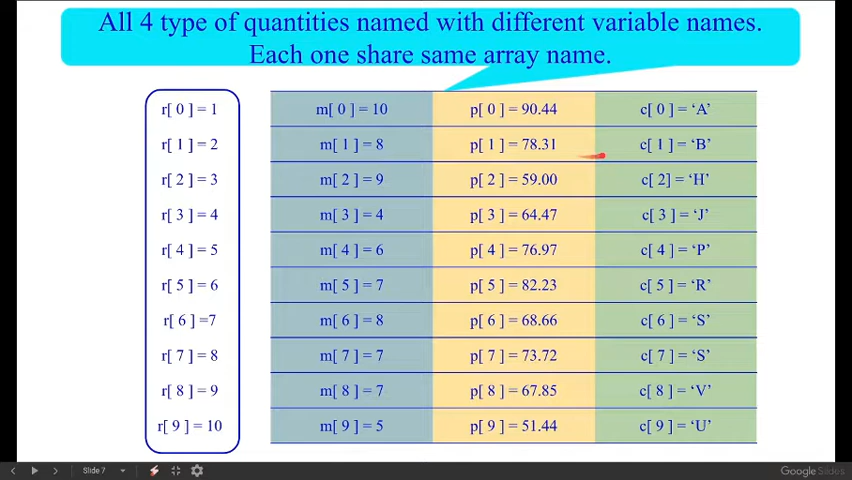 All 4 type of quantities named with different variable names.
Each one share same array name.
r[ 0 ] = 1 m[ 0 ] = 10 p[ 0 ] = 90.44 c[ 0 ] = ‘A’
r[ 1 ] = 2 m[ 1 ] = 8 p[ 1 ] = 78.31 c[ 1 ] = ‘B’
r[ 2 ] = 3 m[ 2 ] = 9 p[ 2 ] = 59.00 c[ 2] = ‘H’
r[ 3 ] = 4 m[ 3 ] = 4 p[ 3 ] = 64.47 c[ 3 ] = ‘J’
r[ 4 ] = 5 m[ 4 ] = 6 p[ 4 ] = 76.97 c[ 4 ] = ‘P’
r[ 5 ] = 6 m[ 5 ] = 7 p[ 5 ] = 82.23 c[ 5 ] = ‘R’
r[ 6 ] =7 m[ 6 ] = 8 p[ 6 ] = 68.66 c[ 6 ] = ‘S’
r[ 7 ] = 8 m[ 7 ] = 7 p[ 7 ] = 73.72 c[ 7 ] = ‘S’
r[ 8 ] = 9 m[ 8 ] = 7 p[ 8 ] = 67.85 c[ 8 ] = ‘V’
r[ 9 ] = 10 m[ 9 ] = 5 p[ 9 ] = 51.44 c[ 9 ] = ‘U’
Slide 7 Google Slides